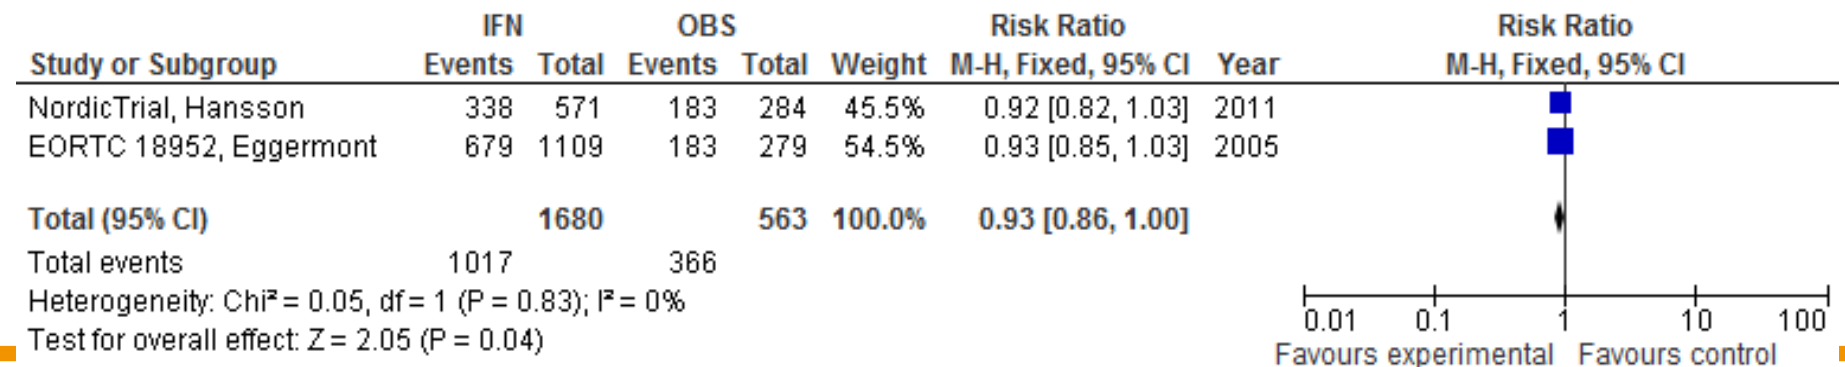 IFN OBS Risk Ratio Risk Ratio
Study or Subgroup Events Total Events Total Weight M-H, Fixed, 95% CI Year M-H, Fixed, 95% CI
NordicTrial, Hansson 338 571 183 284 45.5% 0.92 [0.82, 1.03] 2011
EORTC 18952, Eggermont 679 1109 183 279 54.5% 0.93 [0.85, 1.03] 2005
Total (95% CI) 1680 563 100.0% 0.93 [0.86, 1.00]
Total events 1017 366
Heterogeneity: Chi² = 0.05, df = 1 (P = 0.83); I² = 0%
Test for overall effect: Z = 2.05 (P = 0.04)
0.01 0.1 1 10 100
Favours experimental Favours control